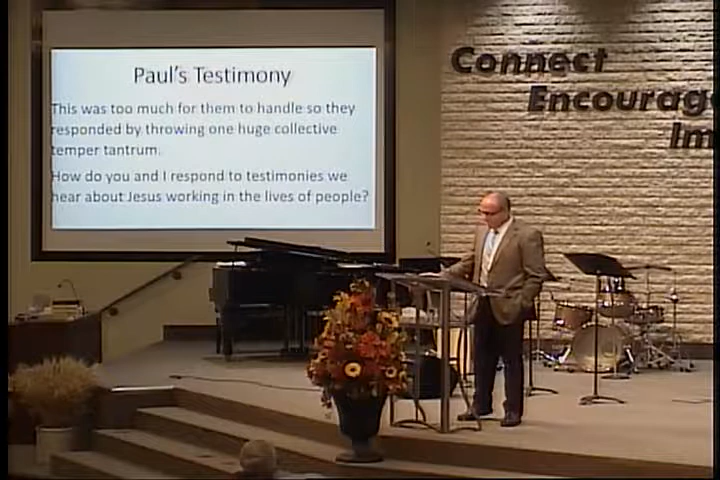 Paul's Testimony
This was too much for them to handle so they
responded by throwing one huge collective
temper tantrum.
How do you and I respond to testimonies we
hear about Jesus working in the lives of people?
Connect
Encourag
Im